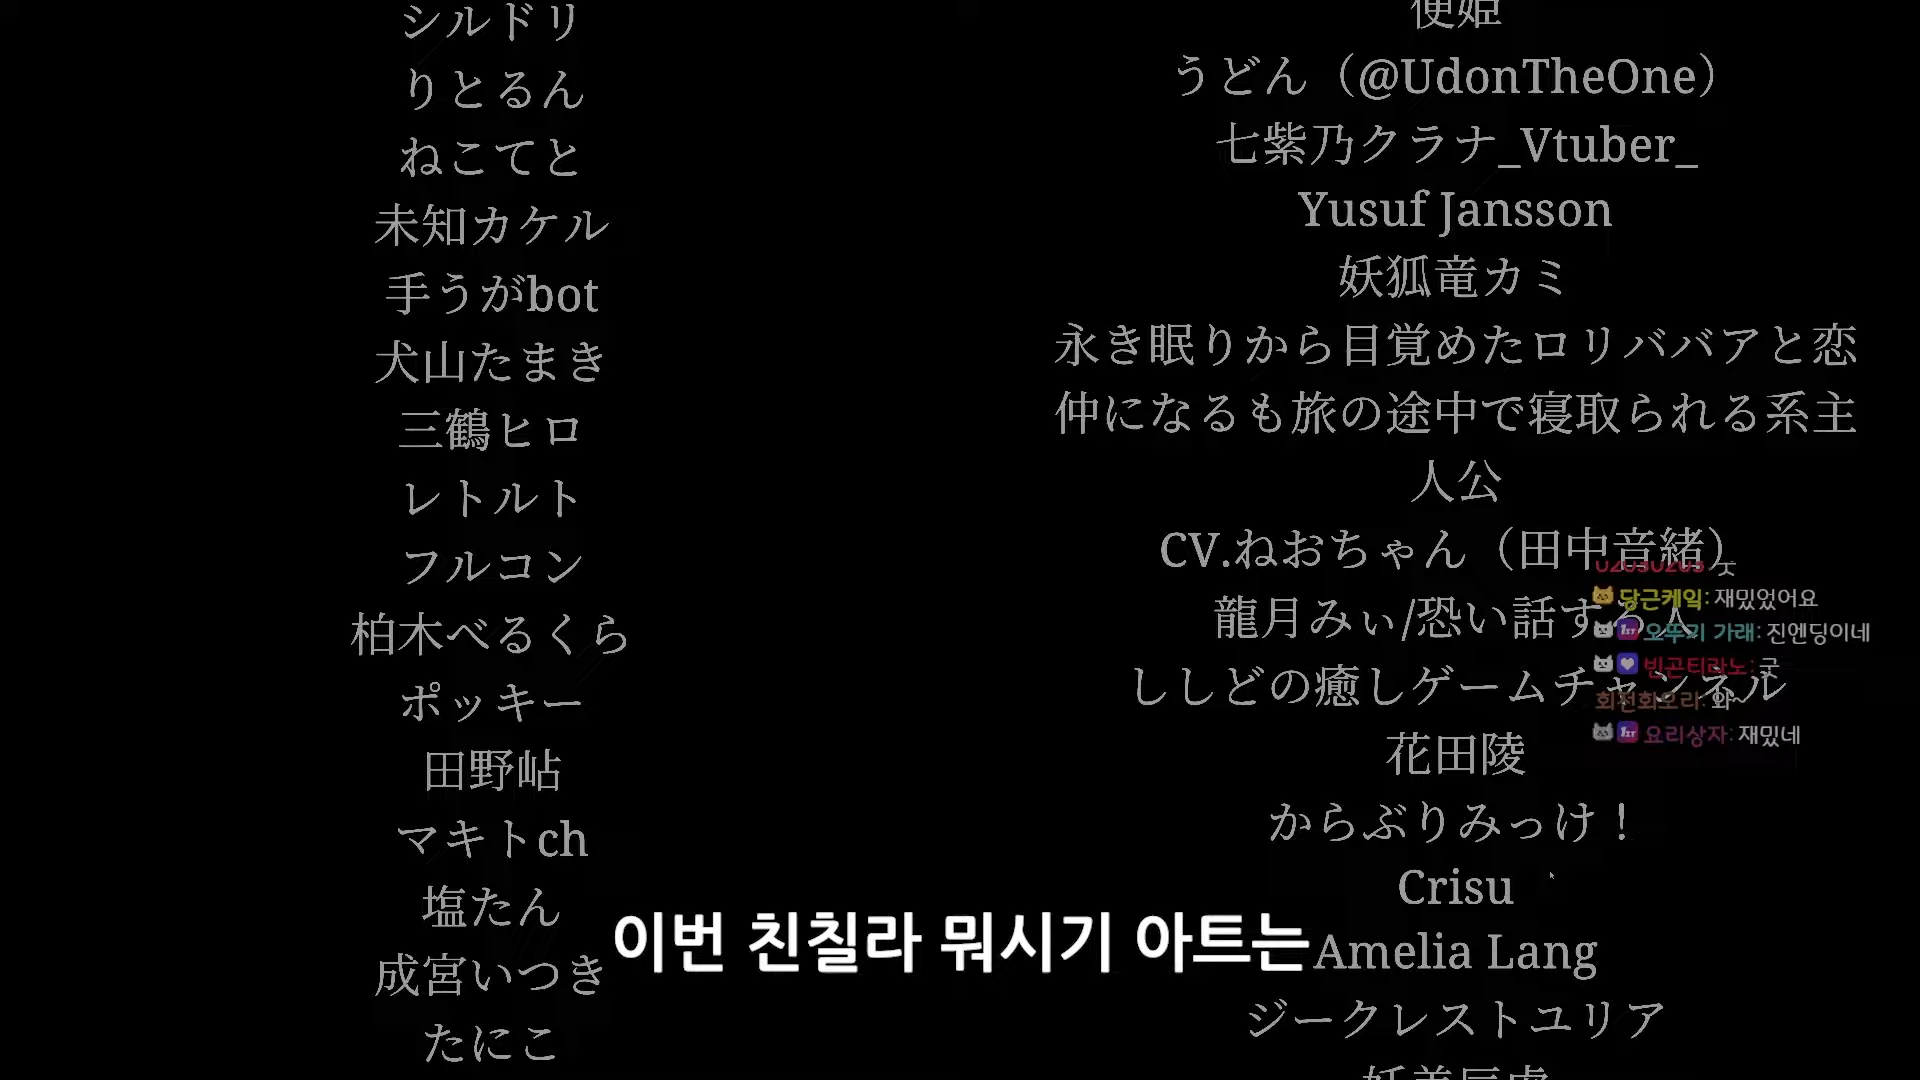 シルドリ
りとるん
ねこてと
未知カケル
手うがbot
犬山たまき
三鶴ヒロ
レトルト
フルコン
柏木べるくら
ポッキー
田野岾
マキトch
塩たん
成宮いつき
たにこ
便姫
うどん（@UdonTheOne）
七紫乃クラナ_Vtuber_
Yusuf Jansson
妖狐竜カミ
永き眠りから目覚めたロリババアと恋
仲になるも旅の途中で寝取られる系主
人公
CV.ねおちゃん（田中音緒）
龍月みぃ/恐い話する人
ししどの癒しゲームチャンネル
花田陵
からぶりみっけ！
Crisu
Amelia Lang
ジークレストユリア
굿
당근케잌: 재밌었어요
오뚜기 가래: 진엔딩이네
빈곤티라노: 굿
회전화오라: 와~
요리상자: 재밌네
이번 친칠라 뭐시기 아트는